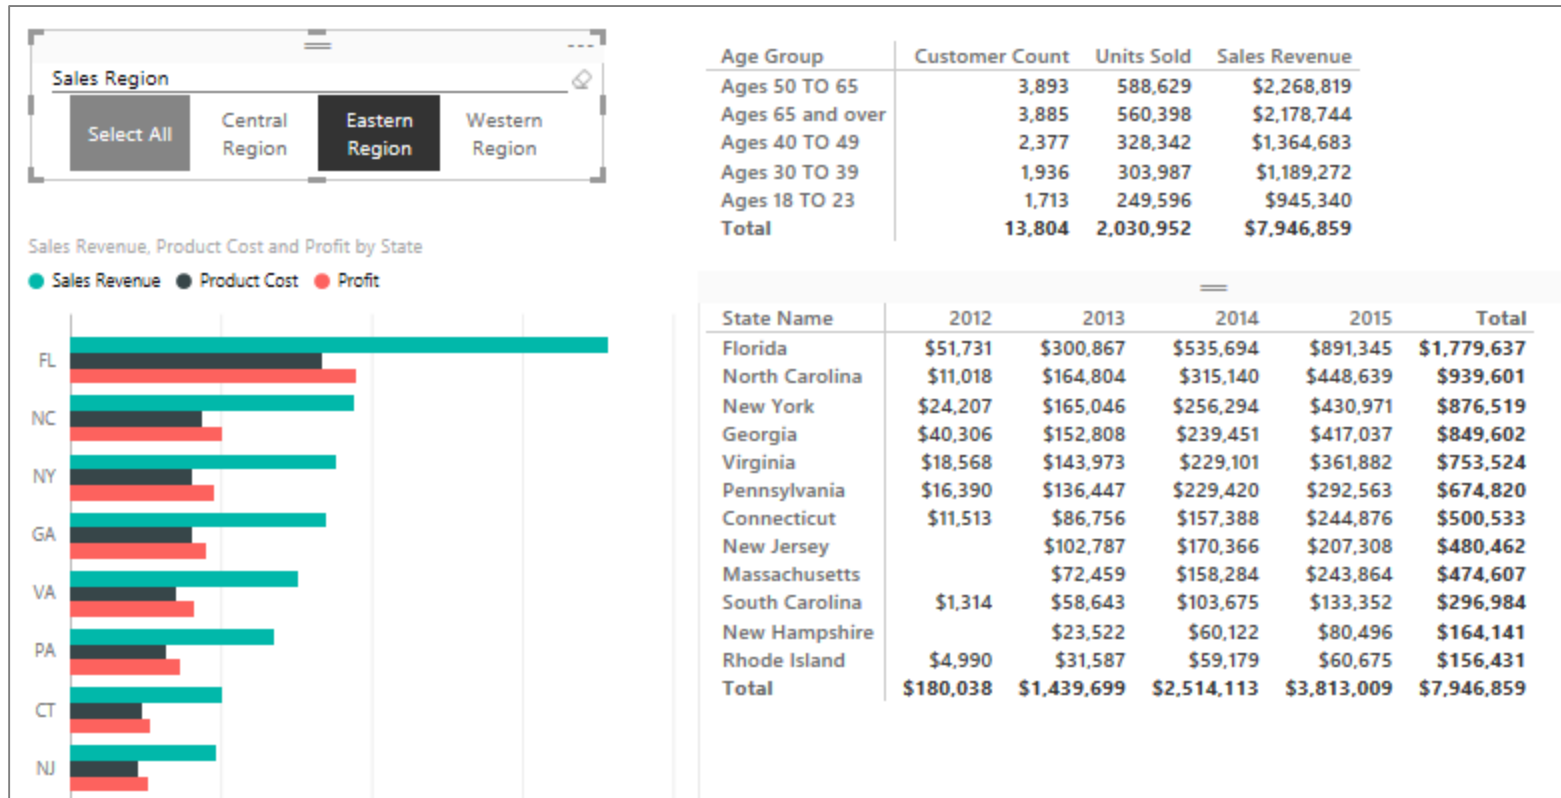 Sales Region
Select All
Central Region
Eastern Region
Western Region
Sales Revenue, Product Cost and Profit by State
Sales Revenue Product Cost Profit
FL
NC
NY
GA
VA
PA
CT
NJ
Age Group Customer Count Units Sold Sales Revenue
Ages 50 TO 65 3,893 588,629 $2,268,819
Ages 65 and over 3,885 560,398 $2,178,744
Ages 40 TO 49 2,377 328,342 $1,364,683
Ages 30 TO 39 1,936 303,987 $1,189,272
Ages 18 TO 23 1,713 249,596 $945,340
Total 13,804 2,030,952 $7,946,859
State Name 2012 2013 2014 2015 Total
Florida $51,731 $300,867 $535,694 $891,345 $1,779,637
North Carolina $11,018 $164,804 $315,140 $448,639 $939,601
New York $24,207 $165,046 $256,294 $430,971 $876,519
Georgia $40,306 $152,808 $239,451 $417,037 $849,602
Virginia $18,568 $143,973 $229,101 $361,882 $753,524
Pennsylvania $16,390 $136,447 $229,420 $292,563 $674,820
Connecticut $11,513 $86,756 $157,388 $244,876 $500,533
New Jersey $102,787 $170,366 $207,308 $480,462
Massachusetts $72,459 $158,284 $243,864 $474,607
South Carolina $1,314 $58,643 $103,675 $133,352 $296,984
New Hampshire $23,522 $60,122 $80,496 $164,141
Rhode Island $4,990 $31,587 $59,179 $60,675 $156,431
Total $180,038 $1,439,699 $2,514,113 $3,813,009 $7,946,859